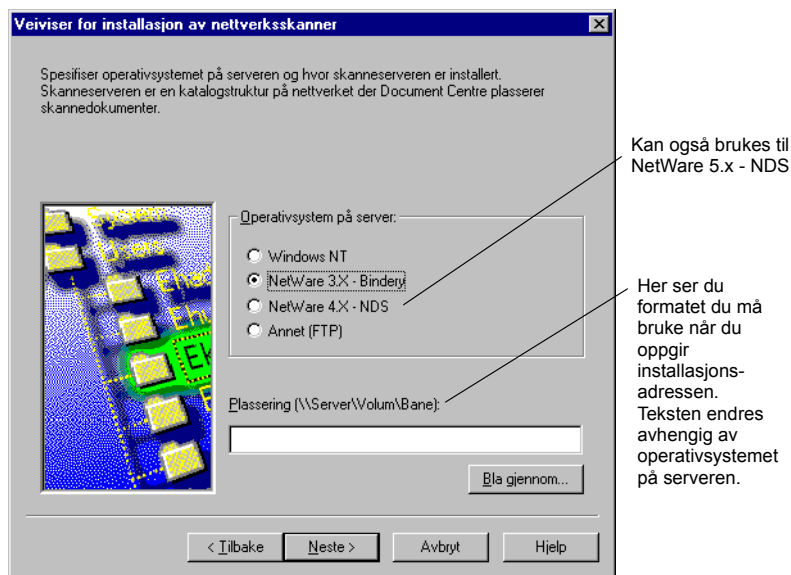 Veiviser for installasjon av nettverksskanner
Spesifiser operativsystemet på serveren og hvor skanneserveren er installert.
Skanneserveren er en katalogstruktur på nettverket der Document Centre plasserer
skannedokumenter.
Kan også brukes til
NetWare 5.x - NDS
Operativsystem på server:
Windows NT
NetWare 3.X - Bindery
NetWare 4.X - NDS
Annet (FTP)
Her ser du
formatet du må
bruke når du
oppgir
installasjons-
adressen.
Teksten endres
avhengig av
operativsystemet
på serveren.
Plassering (\\Server\Volum\Bane):
Bla gjennom...
< Tilbake
Neste >
Avbryt
Hjelp